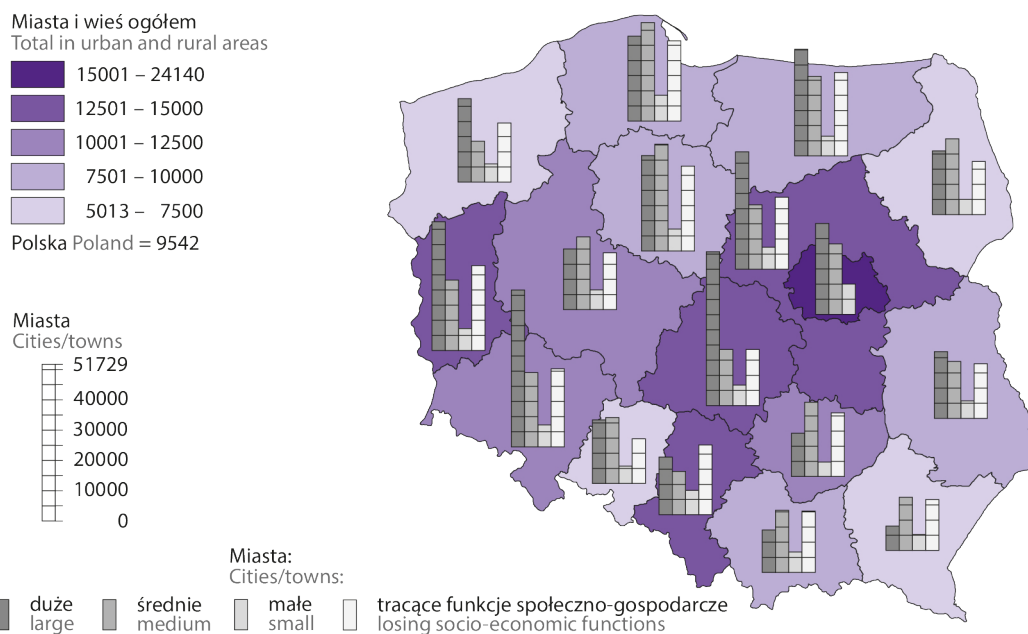 Miasta i wieś ogółem
Total in urban and rural areas
15001 – 24140
12501 – 15000
10001 – 12500
7501 – 10000
5013 – 7500
Polska Poland = 9542
Miasta
Cities/towns
51729
40000
30000
20000
10000
0
Miasta:
Cities/towns:
duże
large
średnie
medium
małe
small
tracące funkcje społeczno-gospodarcze
losing socio-economic functions